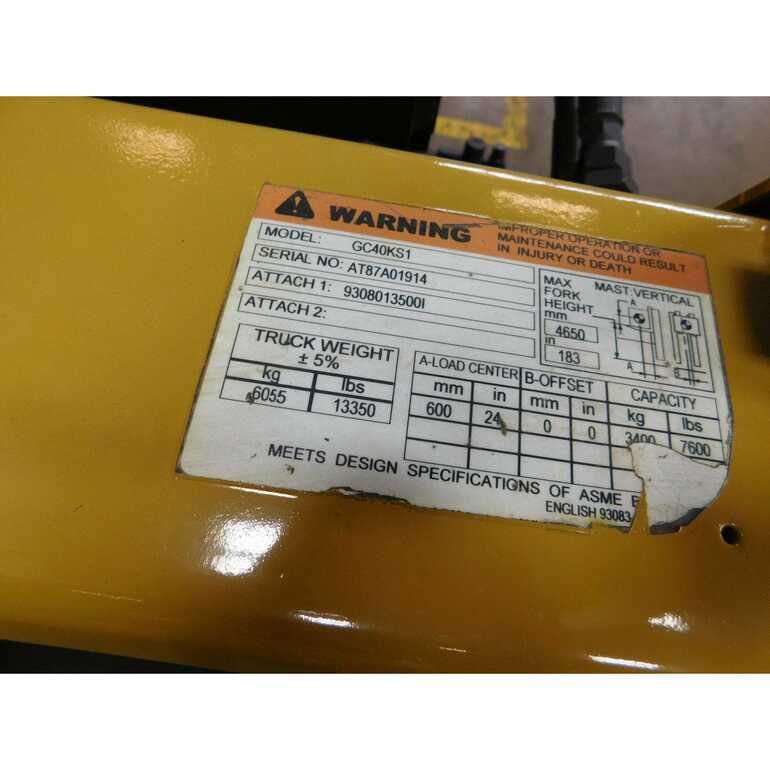 WARNING
IMPROPER OPERATION OR
MAINTENANCE COULD RESULT
IN INJURY OR DEATH
MODEL: GC40KS1
SERIAL NO: AT87A01914
ATTACH 1: 9308013500I
ATTACH 2:
MAX FORK HEIGHT
mm
4650
in
183
MAST:VERTICAL
A
A
B
TRUCK WEIGHT
± 5%
kg lbs
6055 13350
A-LOAD CENTER B-OFFSET CAPACITY
mm in mm in kg lbs
600 24 0 0 3400 7600
MEETS DESIGN SPECIFICATIONS OF ASME
ENGLISH 93083